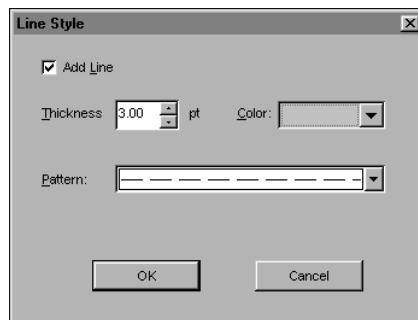 Line Style
Add Line
Thickness 3.00 pt Color:
Pattern:
OK Cancel